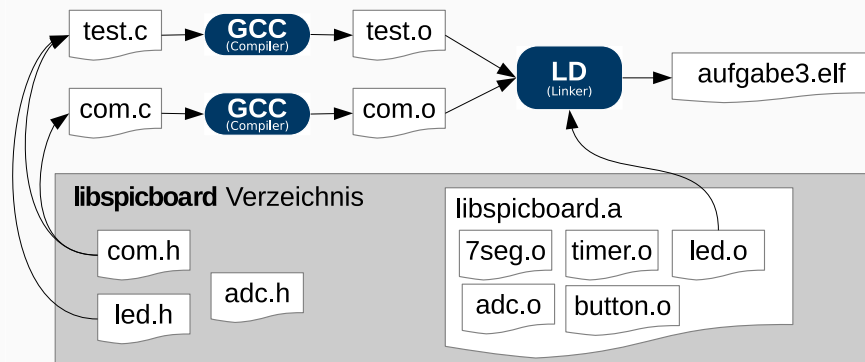 test.c
GCC
(Compiler)
test.o
LD
(Linker)
aufgabe3.elf
com.c
GCC
(Compiler)
com.o
libspicboard Verzeichnis
com.h
led.h
adc.h
libspicboard.a
7seg.o
timer.o
led.o
adc.o
button.o